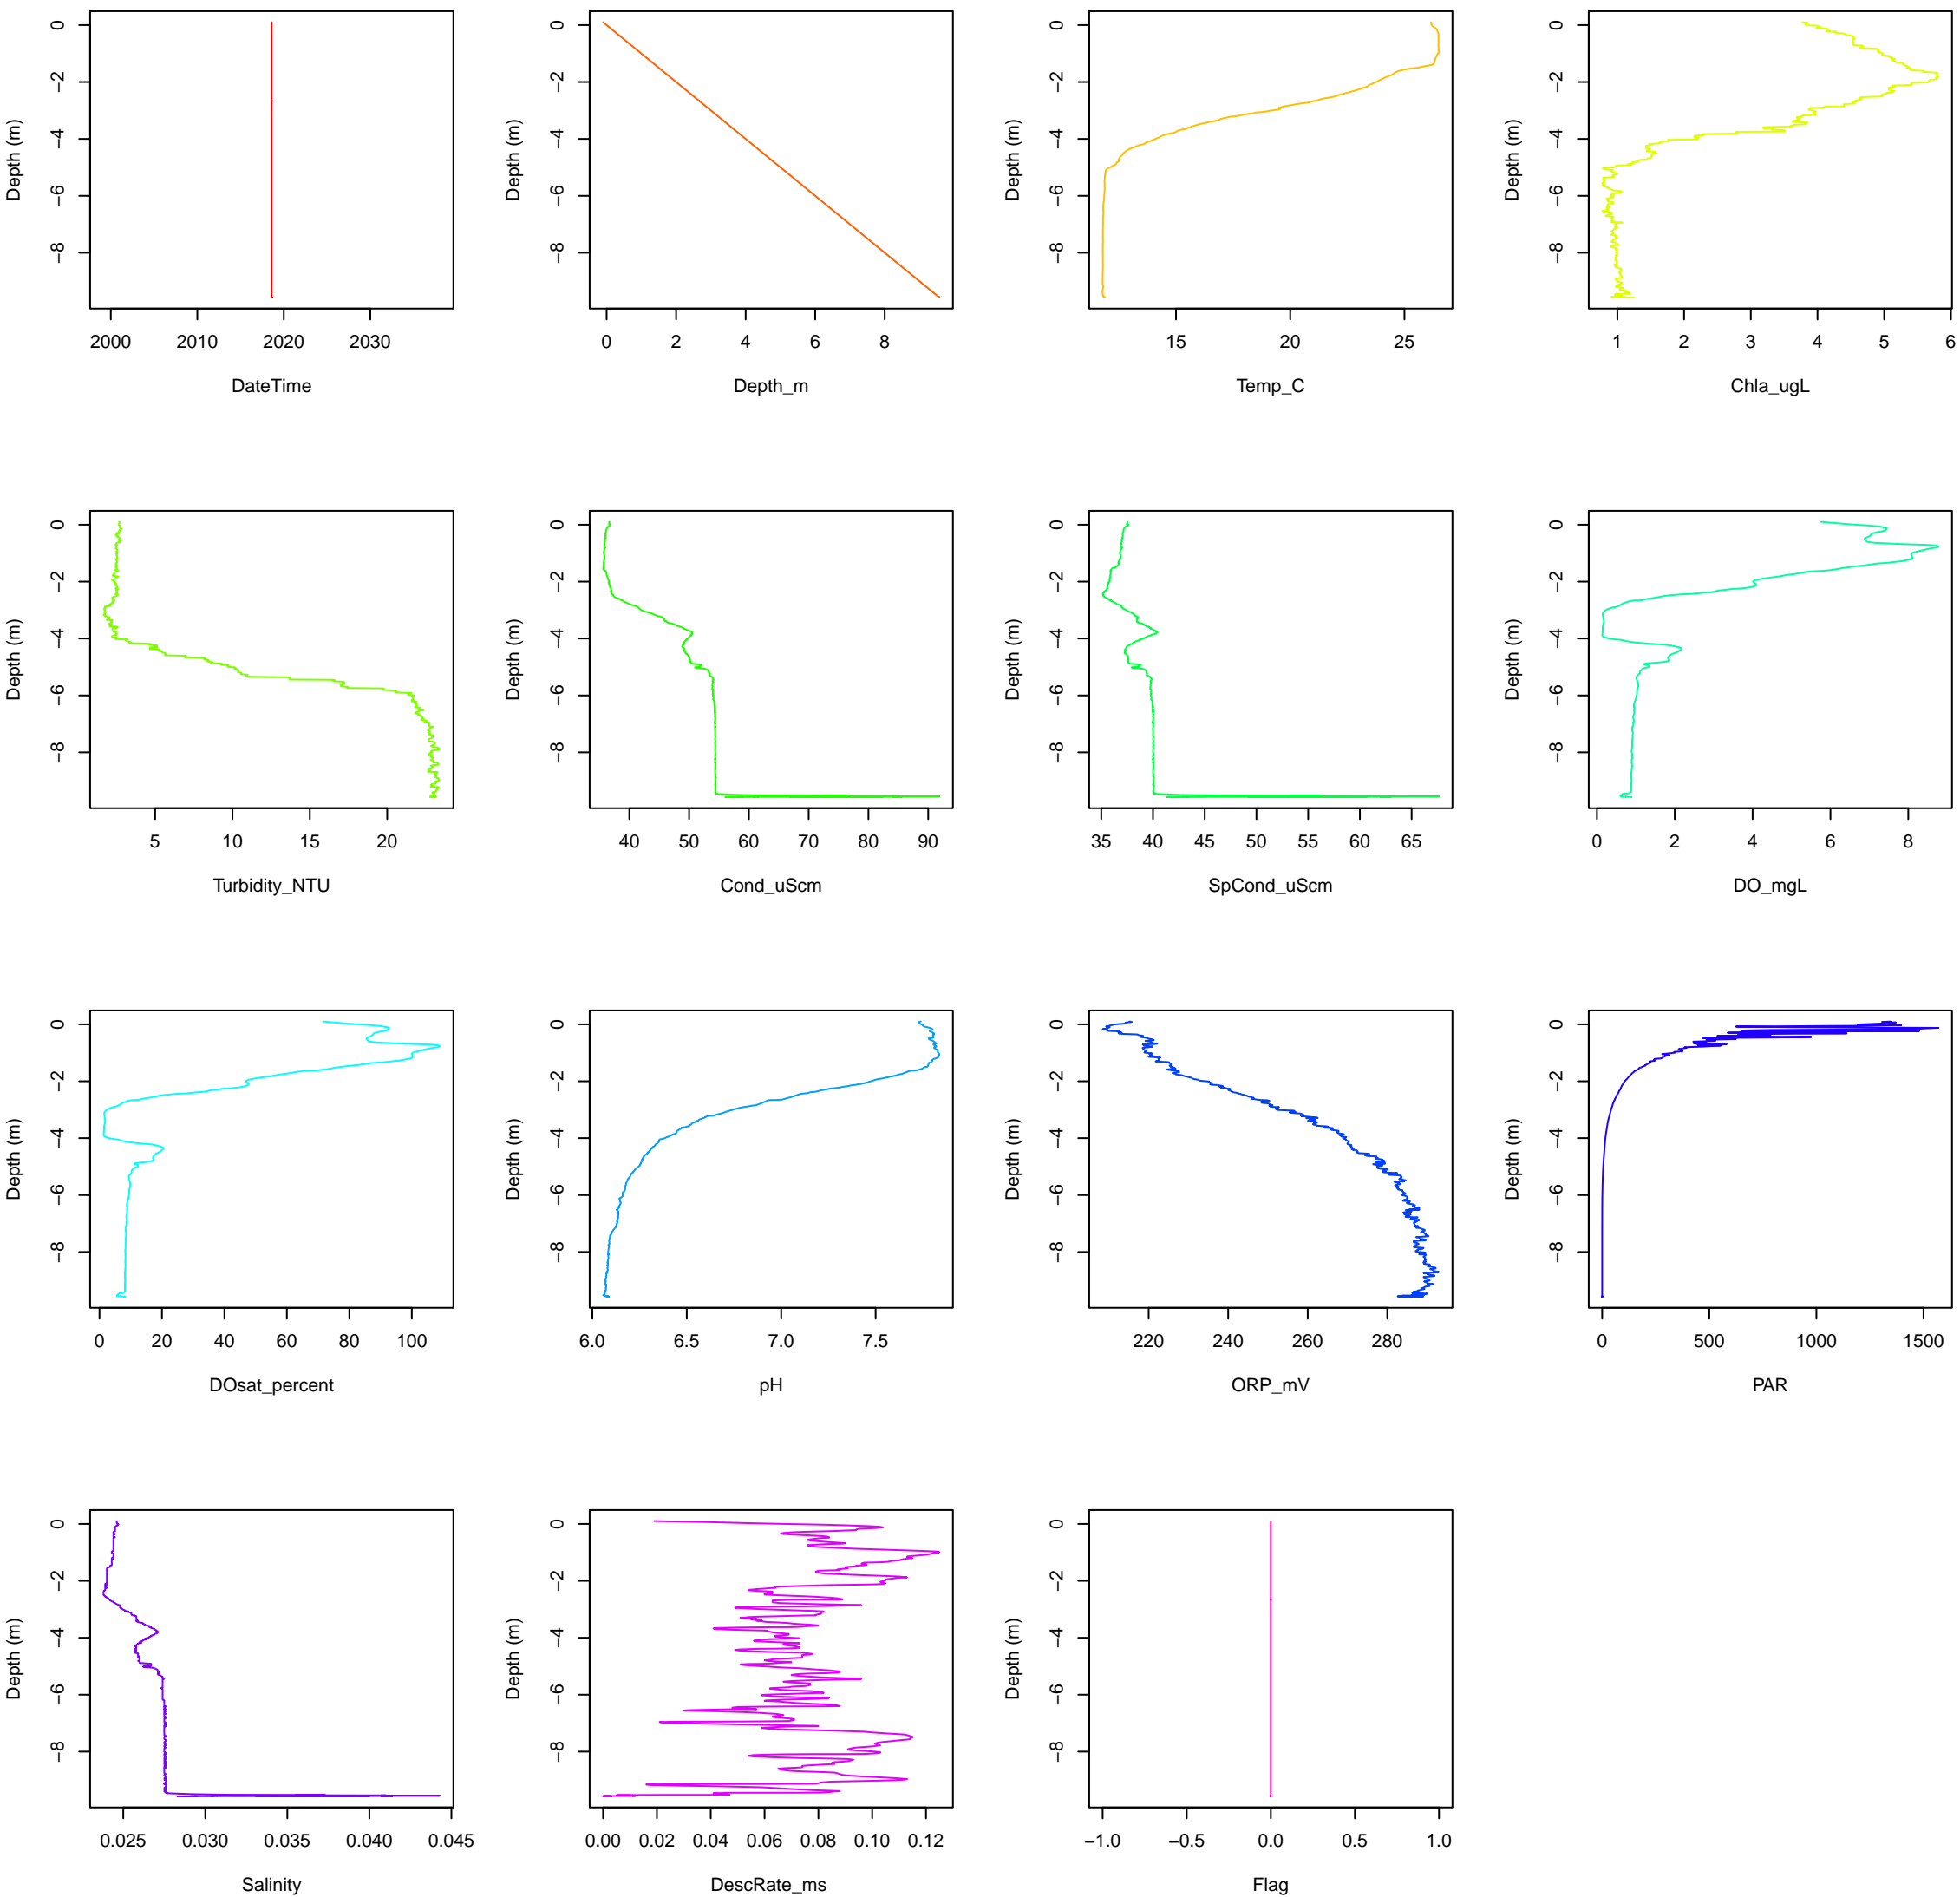 0
−2
−4
−6
−8
Depth (m)
2000 2010 2020 2030
DateTime
0
−2
−4
−6
−8
Depth (m)
0 2 4 6 8
Depth_m
0
−2
−4
−6
−8
Depth (m)
15 20 25
Temp_C
0
−2
−4
−6
−8
Depth (m)
1 2 3 4 5 6
Chla_ugL
0
−2
−4
−6
−8
Depth (m)
5 10 15 20
Turbidity_NTU
0
−2
−4
−6
−8
Depth (m)
40 50 60 70 80 90
Cond_uScm
0
−2
−4
−6
−8
Depth (m)
35 40 45 50 55 60 65
SpCond_uScm
0
−2
−4
−6
−8
Depth (m)
0 2 4 6 8
DO_mgL
0
−2
−4
−6
−8
Depth (m)
0 20 40 60 80 100
DOsat_percent
0
−2
−4
−6
−8
Depth (m)
6.0 6.5 7.0 7.5
pH
0
−2
−4
−6
−8
Depth (m)
220 240 260 280
ORP_mV
0
−2
−4
−6
−8
Depth (m)
0 500 1000 1500
PAR
0
−2
−4
−6
−8
Depth (m)
0.025 0.030 0.035 0.040 0.045
Salinity
0
−2
−4
−6
−8
Depth (m)
0.00 0.02 0.04 0.06 0.08 0.10 0.12
DescRate_ms
0
−2
−4
−6
−8
Depth (m)
−1.0 −0.5 0.0 0.5 1.0
Flag